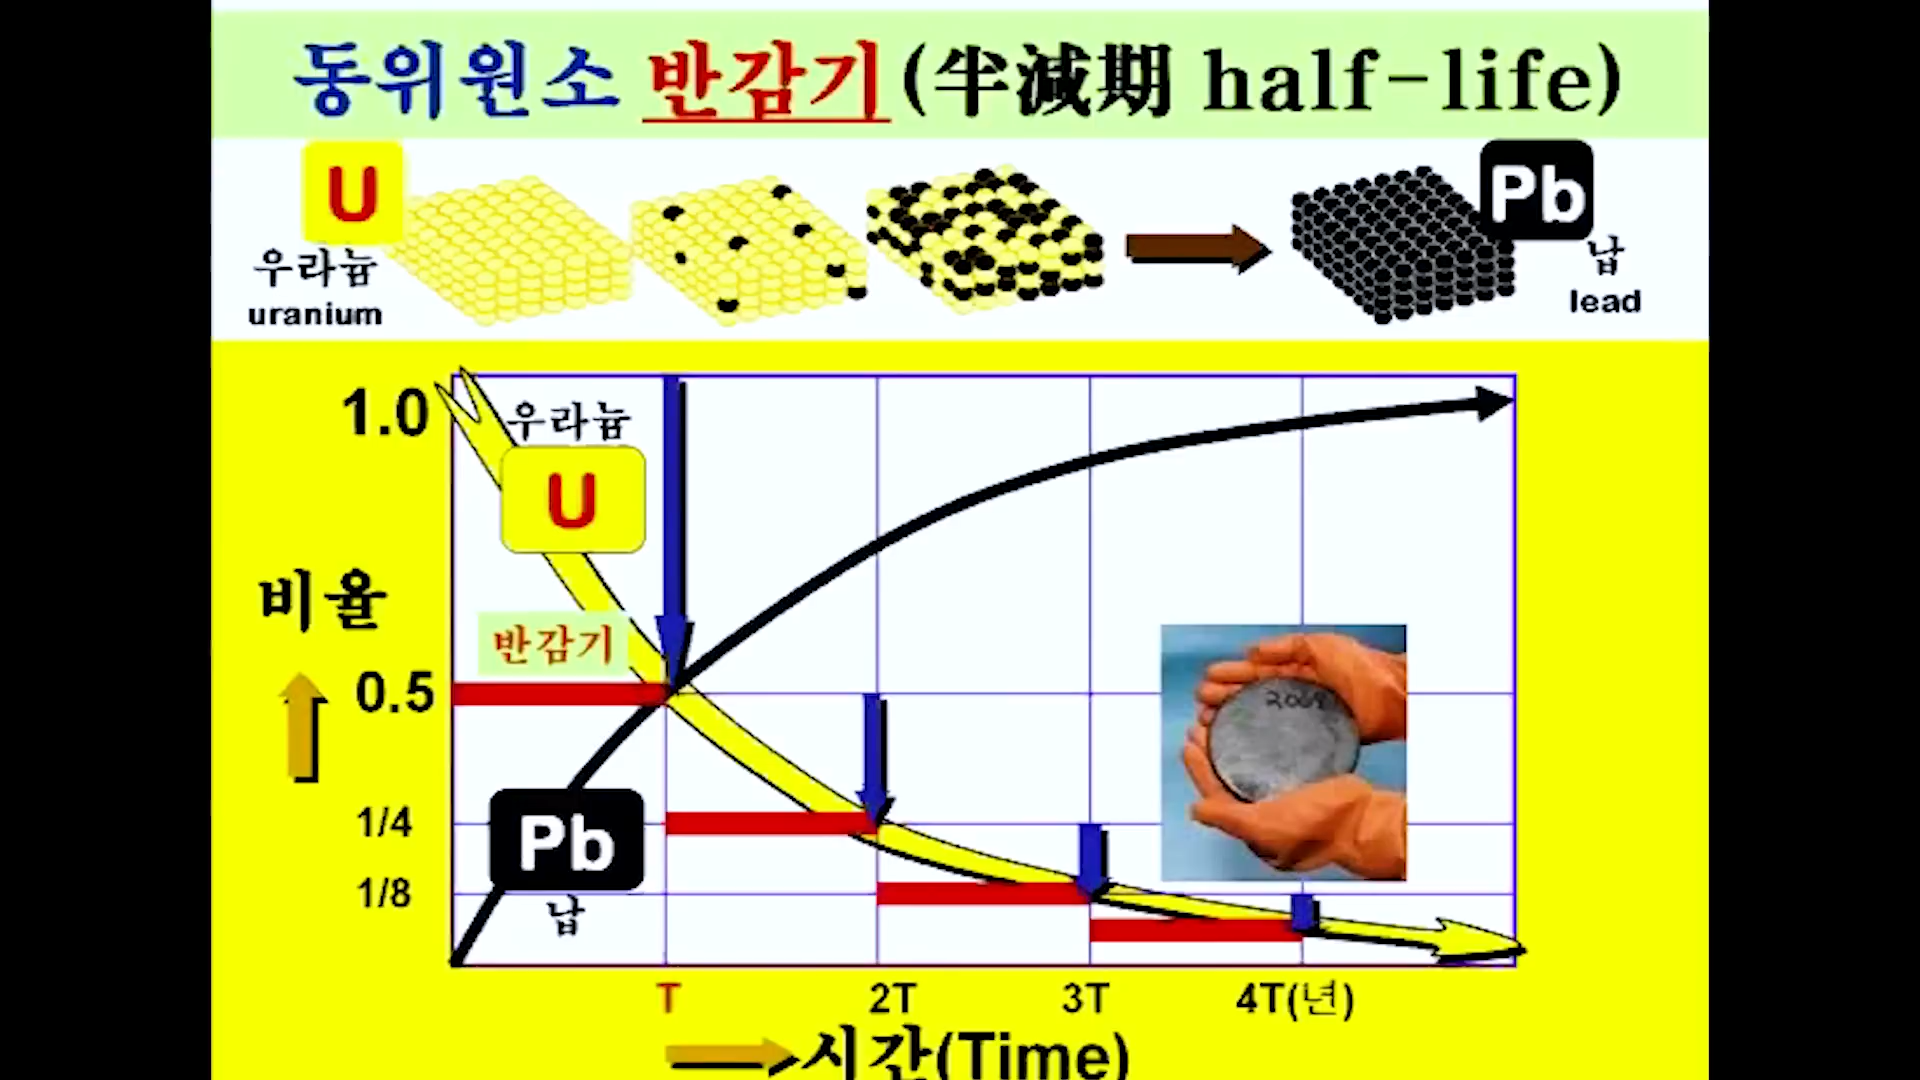 동위원소 반감기(半減期 half-life)
U
우라늄
uranium
Pb
납
lead
1.0
우라늄
U
비율
반감기
0.5
2068
1/4
Pb
1/8
납
T 2T 3T 4T(년)
시간(Time)